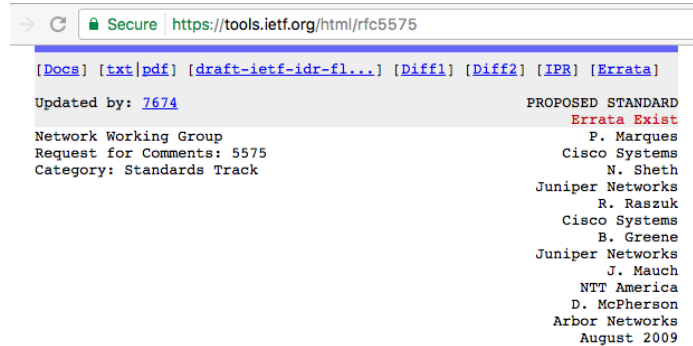 Secure https://tools.ietf.org/html/rfc5575
[Docs] [txt|pdf] [draft-ietf-idr-fl...] [Diff1] [Diff2] [IPR] [Errata]
Updated by: 7674 PROPOSED STANDARD
Errata Exist
Network Working Group P. Marques
Request for Comments: 5575 Cisco Systems
Category: Standards Track N. Sheth
Juniper Networks
R. Raszuk
Cisco Systems
B. Greene
Juniper Networks
J. Mauch
NTT America
D. McPherson
Arbor Networks
August 2009